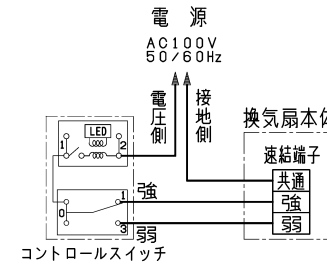 電源
AC100V
50/60Hz
電圧側
接地側
換気扇本体
速結端子
共通
強
弱
LED
1
2
0
1
3
強
弱
コントロールスイッチ